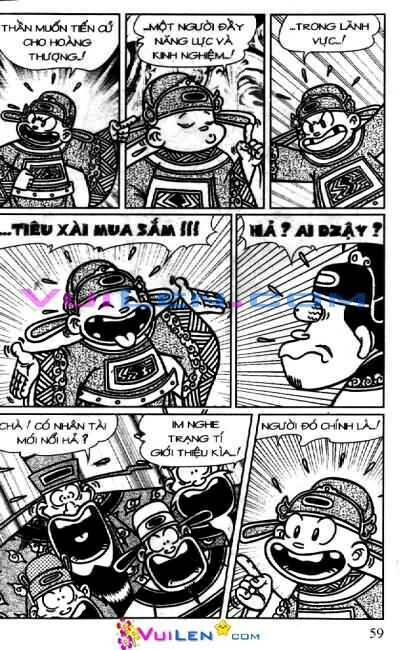 THẦN MUỐN TIẾN CỬ
CHO HOÀNG
THƯỢNG..!
...MỘT NGƯỜI ĐẦY
NĂNG LỰC VÀ
KINH NGHIỆM...!
...TRONG LÃNH
VỰC...!
...TIÊU XÀI MUA SẮM !!!
HẢ ? AI DZẬY ?
VUILEN.COM
CHÀ ! CÓ NHÂN TÀI
MỚI NỔI HẢ ?
IM NGHE
TRẠNG TÍ
GIỚI THIỆU KÌA...!
NGƯỜI ĐÓ CHÍNH LÀ...!
59
VUILEN.COM